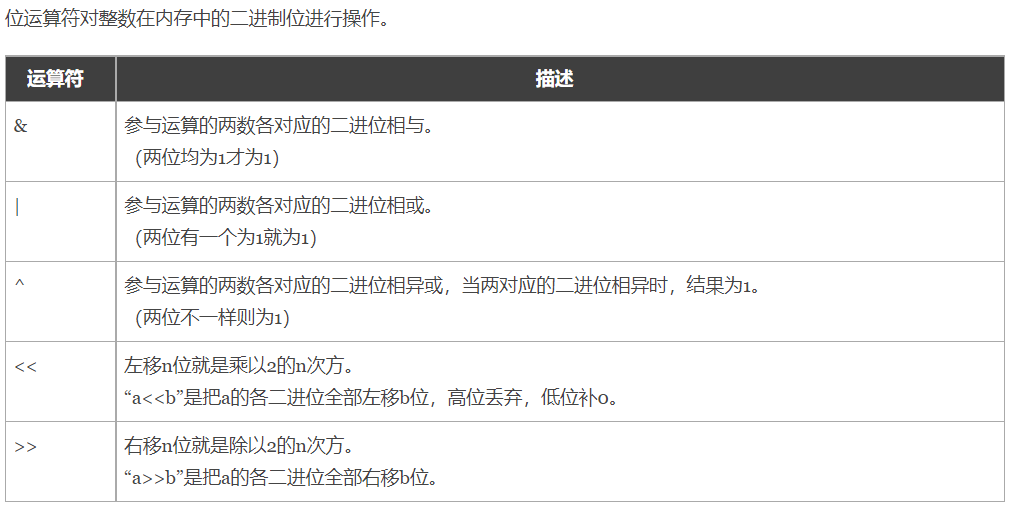 位运算符对整数在内存中的二进制位进行操作。
运算符 描述
& 参与运算的两数各对应的二进位相与。
（两位均为1才为1）
| 参与运算的两数各对应的二进位相或。
（两位有一个为1就为1）
^ 参与运算的两数各对应的二进位相异或，当两对应的二进位相异时，结果为1。
（两位不一样则为1）
<< 左移n位就是乘以2的n次方。
“a<<b”是把a的各二进位全部左移b位，高位丢弃，低位补0。
>> 右移n位就是除以2的n次方。
“a>>b”是把a的各二进位全部右移b位。